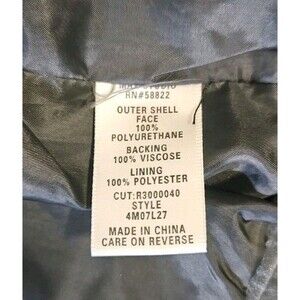 RN#58822
OUTER SHELL
FACE
100%
POLYURETHANE
BACKING
100% VISCOSE
LINING
100% POLYESTER
CUT:R3000040
STYLE
4M07L27
MADE IN CHINA
CARE ON REVERSE